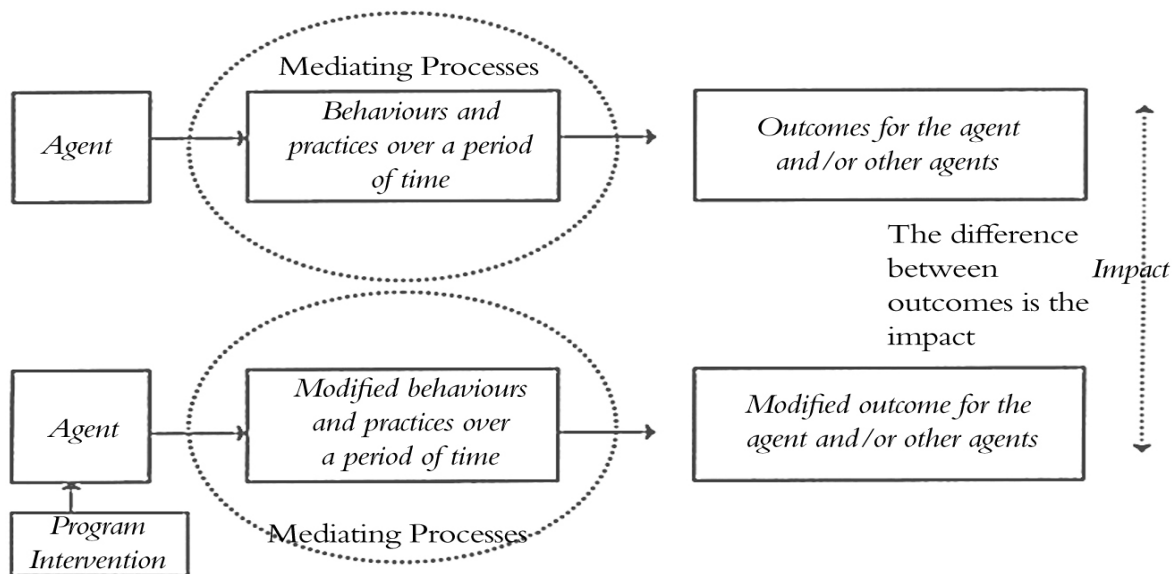 Mediating Processes
Agent
Behaviours and
practices over a period
of time
Outcomes for the agent
and/or other agents
The difference
between
outcomes is the
impact
Impact
Agent
Modified behaviours
and practices over
a period of time
Modified outcome for the
agent and/or other agents
Program
Intervention
Mediating Processes